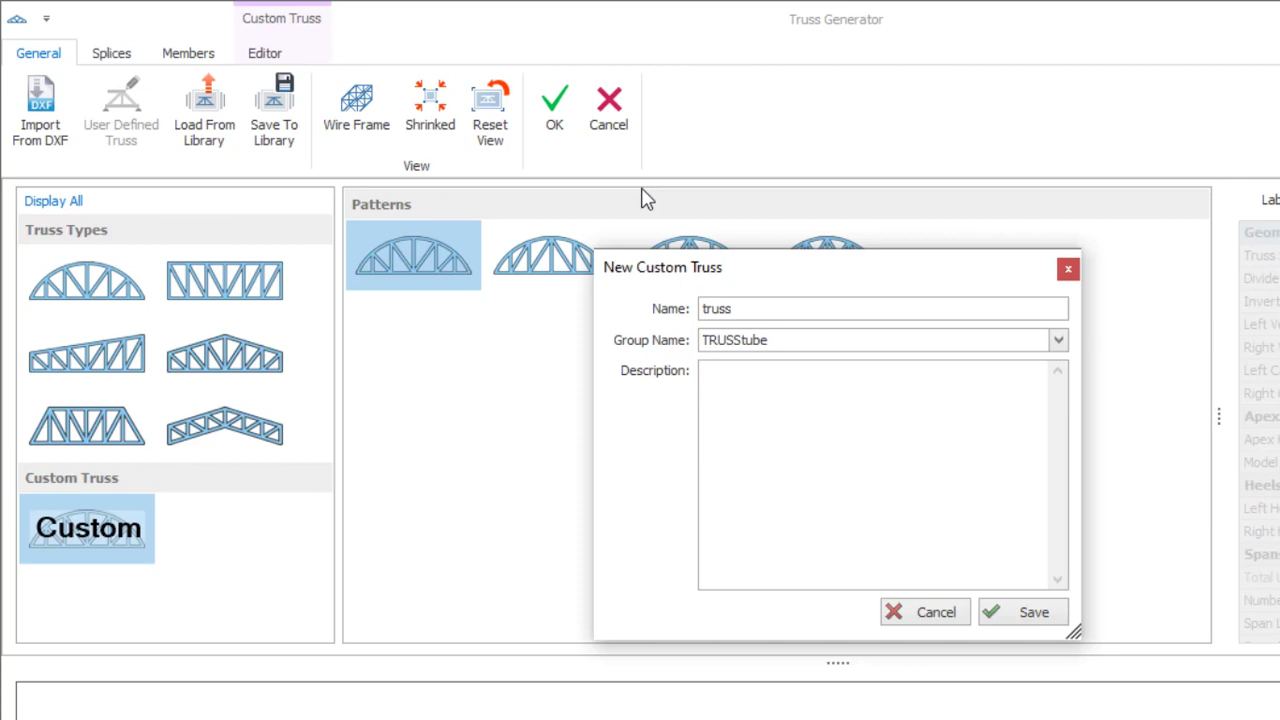 Custom Truss
Truss Generator
General
Splices
Members
Editor
DXF
Import From DXF
User Defined Truss
Load From Library
Save To Library
Wire Frame
Shrinked
Reset View
OK
Cancel
View
Display All
Truss Types
Custom Truss
Custom
Patterns
New Custom Truss
x
Name: truss
Group Name: TRUSStube
Description:
Cancel
Save
Lab
Geom
Truss
Divide
Invert
Left Ve
Right V
Left C
Right
Apex
Apex
Model
Heels
Left H
Right H
Spans
Total
Numbe
Span L